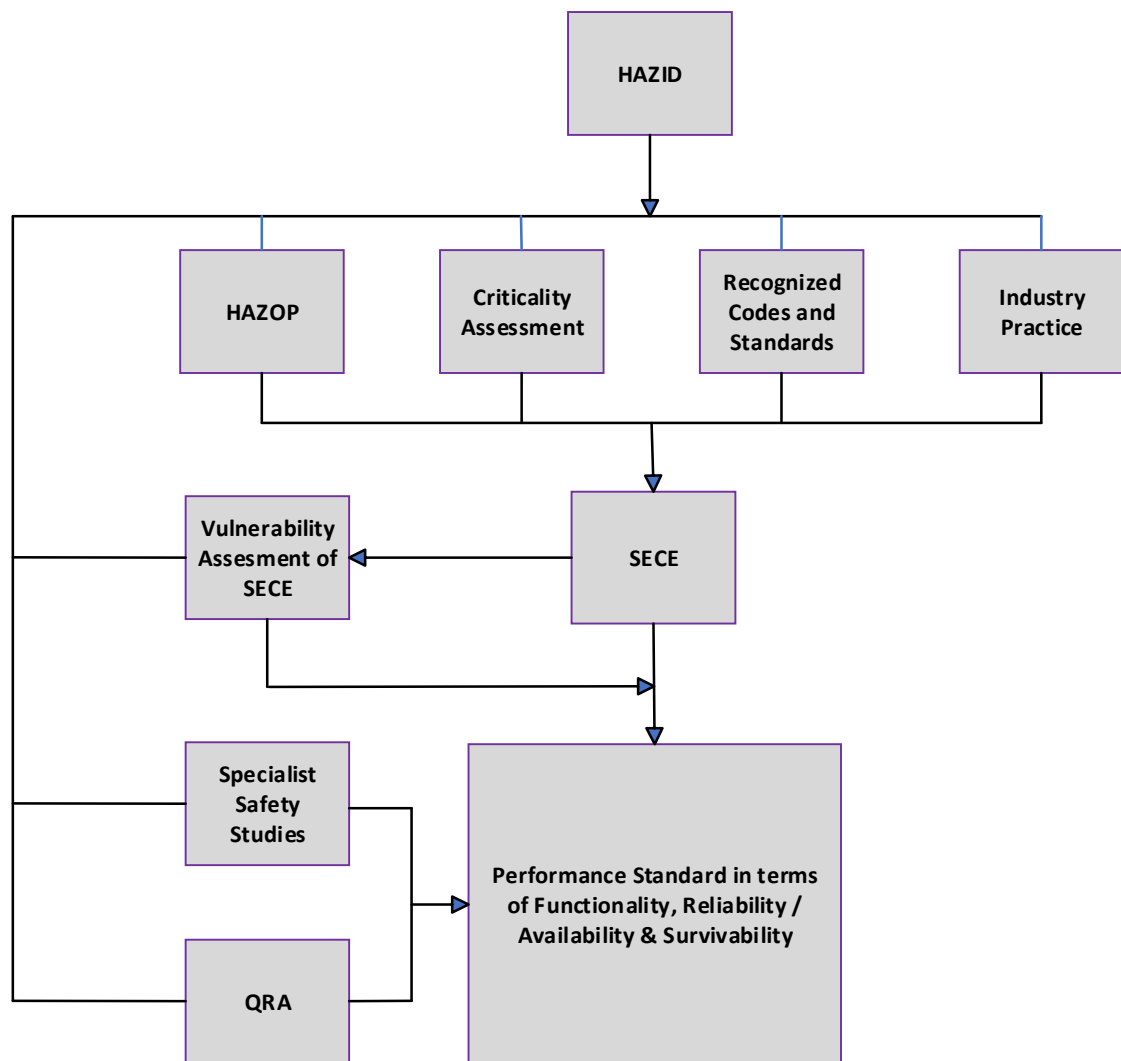 HAZID
HAZOP
Criticality
Assessment
Recognized
Codes and
Standards
Industry
Practice
Vulnerability
Assesment of
SECE
SECE
Specialist
Safety
Studies
Performance Standard in terms
of Functionality, Reliability /
Availability & Survivability
QRA